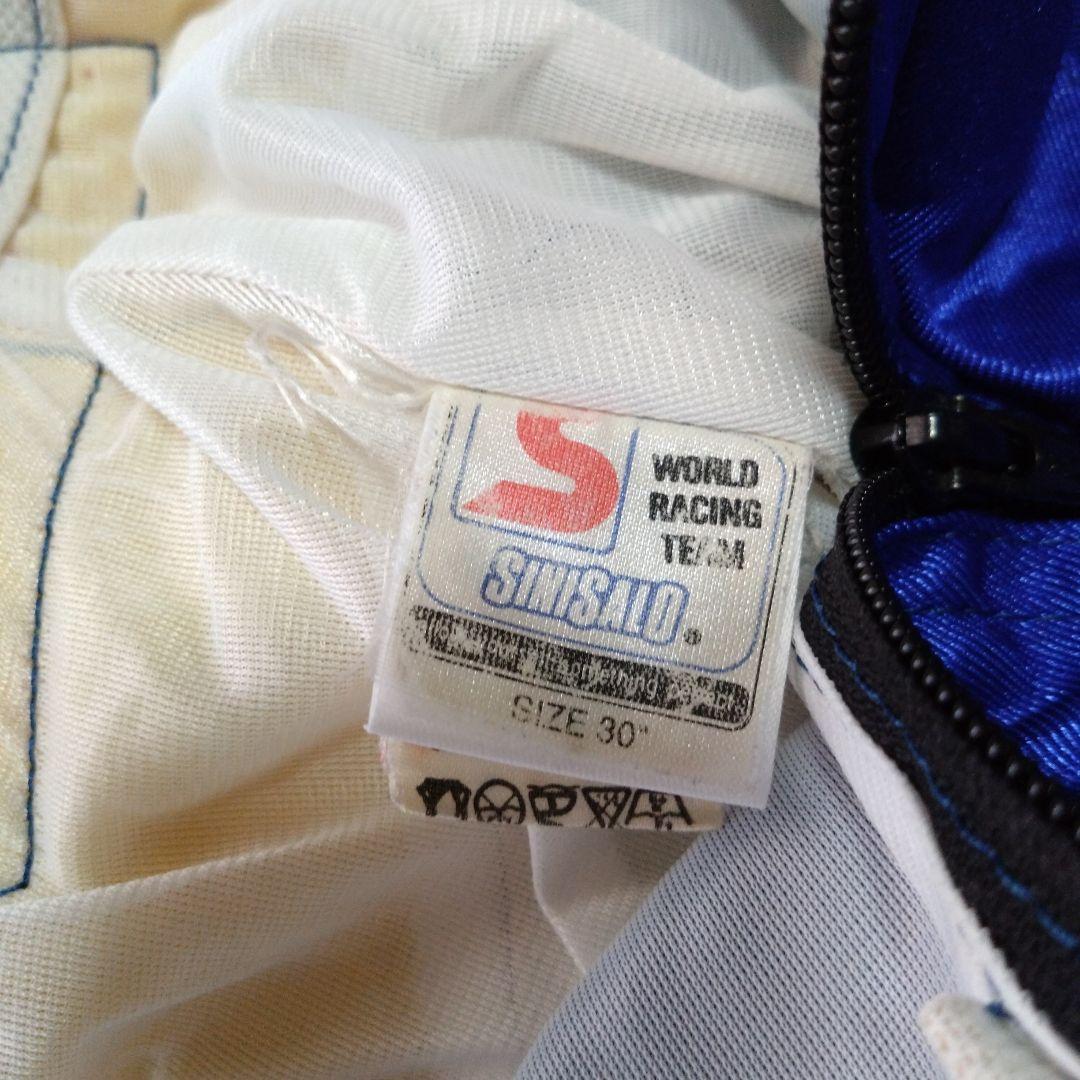 S
WORLD
RACING
TEAM
SINISALO®
SIZE 30"